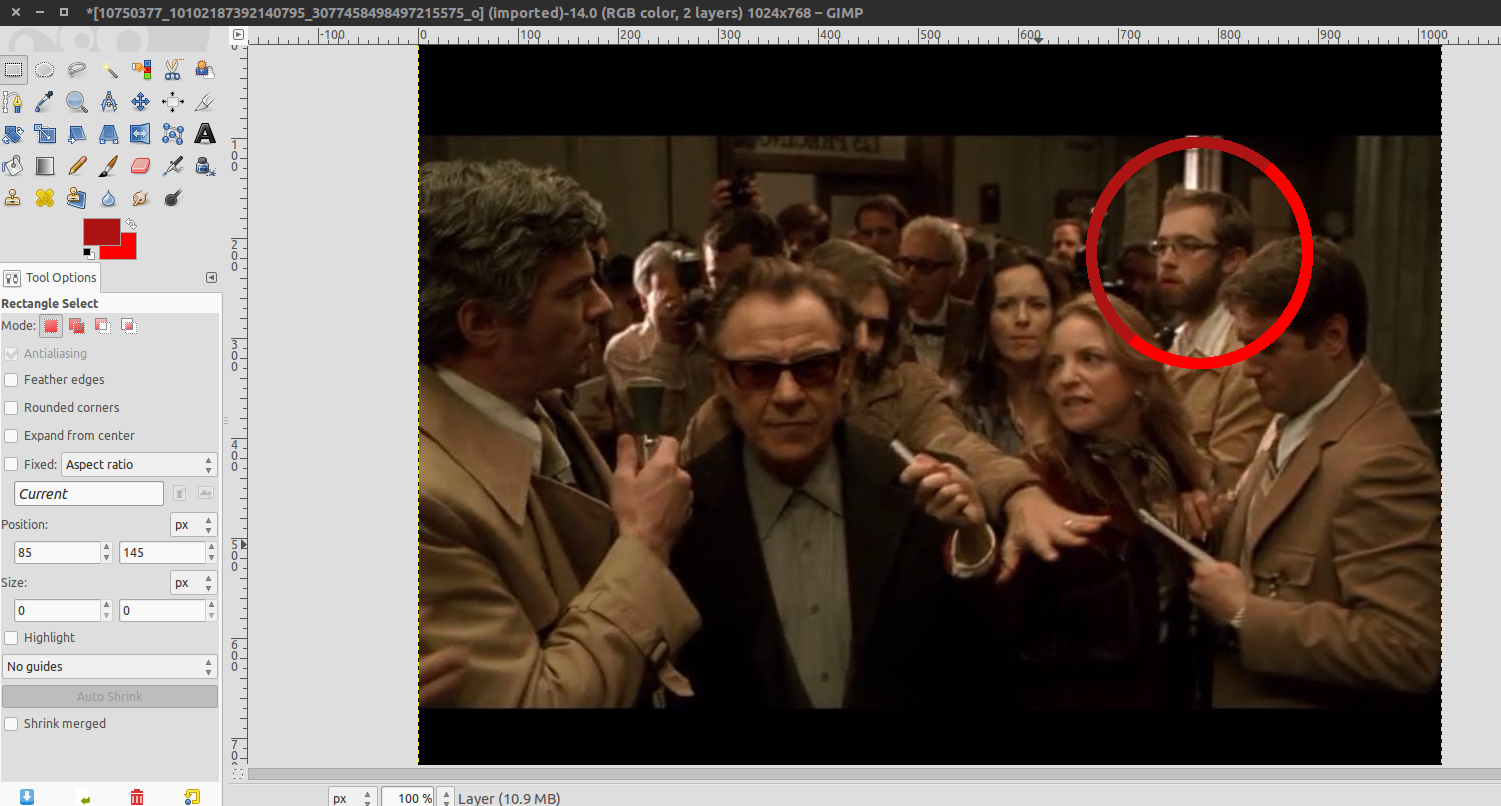 *[10750377_10102187392140795_3077458498497215575_o] (imported)-14.0 (RGB color, 2 layers) 1024x768 – GIMP
-100 0 100 200 300 400 500 600 700 800 900 1000
100
200
300
400
500
600
70
Tool Options
Rectangle Select
Mode:
Antialiasing
Feather edges
Rounded corners
Expand from center
Fixed: Aspect ratio
Current
Position: px
85 145
Size: px
0 0
Highlight
No guides
Auto Shrink
Shrink merged
px 100 % Layer (10.9 MB)